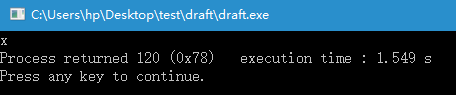 C:\Users\hp\Desktop\test\draft\draft.exe
x
Process returned 120 (0x78)   execution time : 1.549 s
Press any key to continue.